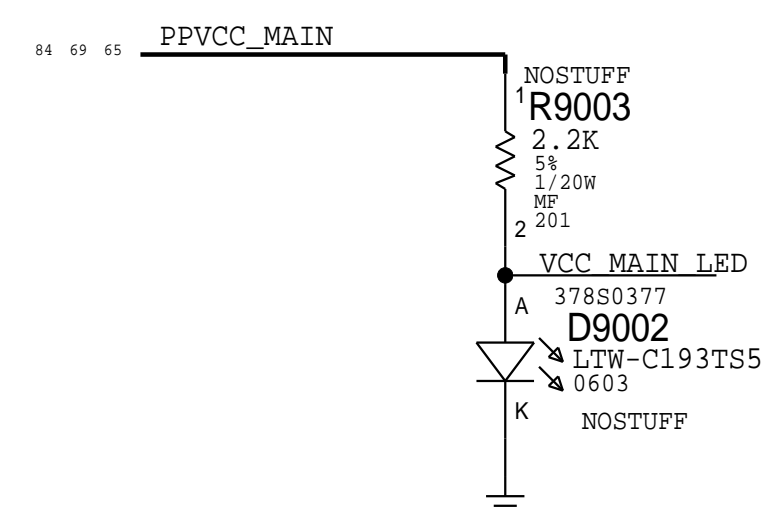 PPVCC_MAIN
84 69 65
NOSTUFF
1
R9003
2.2K
5%
1/20W
MF
201
2
VCC_MAIN_LED
378S0377
A
D9002
LTW-C193TS5
0603
K
NOSTUFF